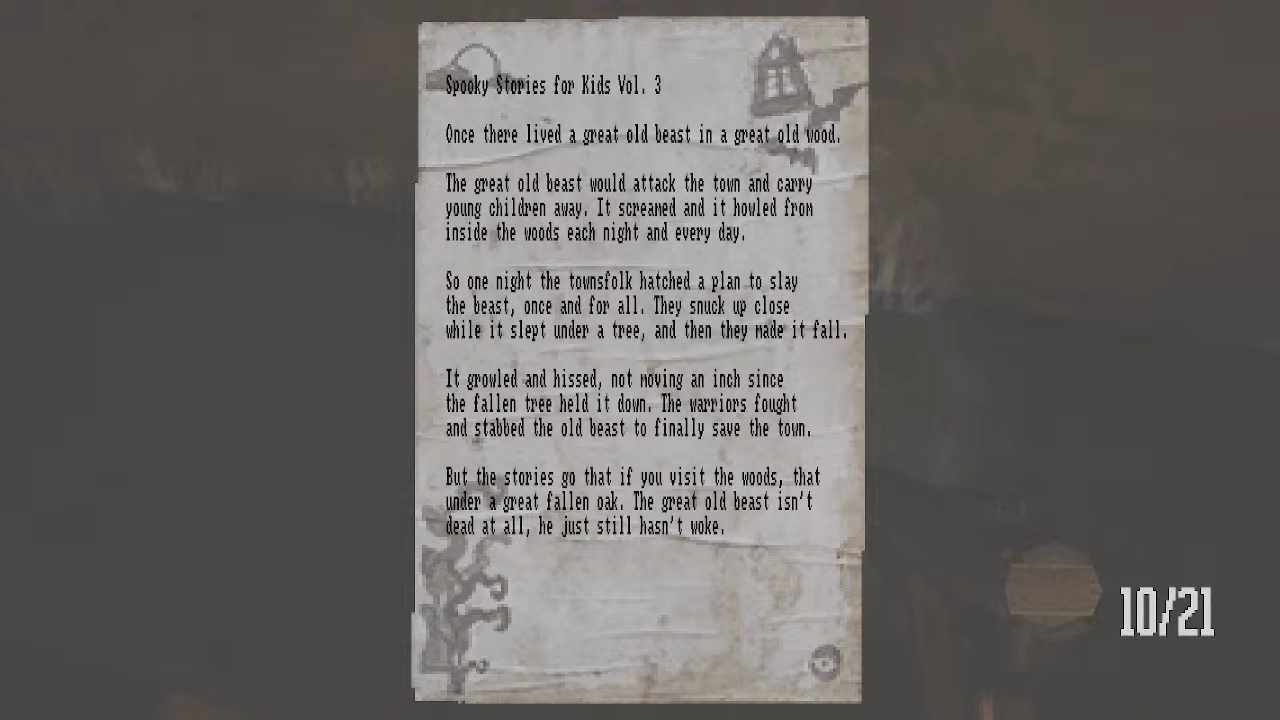 Spooky Stories for Kids Vol. 3
Once there lived a great old beast in a great old wood.
The great old beast would attack the town and carry
young children away. It screamed and it howled from
inside the woods each night and every day.
So one night the townsfolk hatched a plan to slay
the beast, once and for all. They snuck up close
while it slept under a tree, and then they made it fall.
It growled and hissed, not moving an inch since
the fallen tree held it down. The warriors fought
and stabbed the old beast to finally save the town.
But the stories go that if you visit the woods, that
under a great fallen oak. The great old beast isn't
dead at all, he just still hasn't woke.
10/21